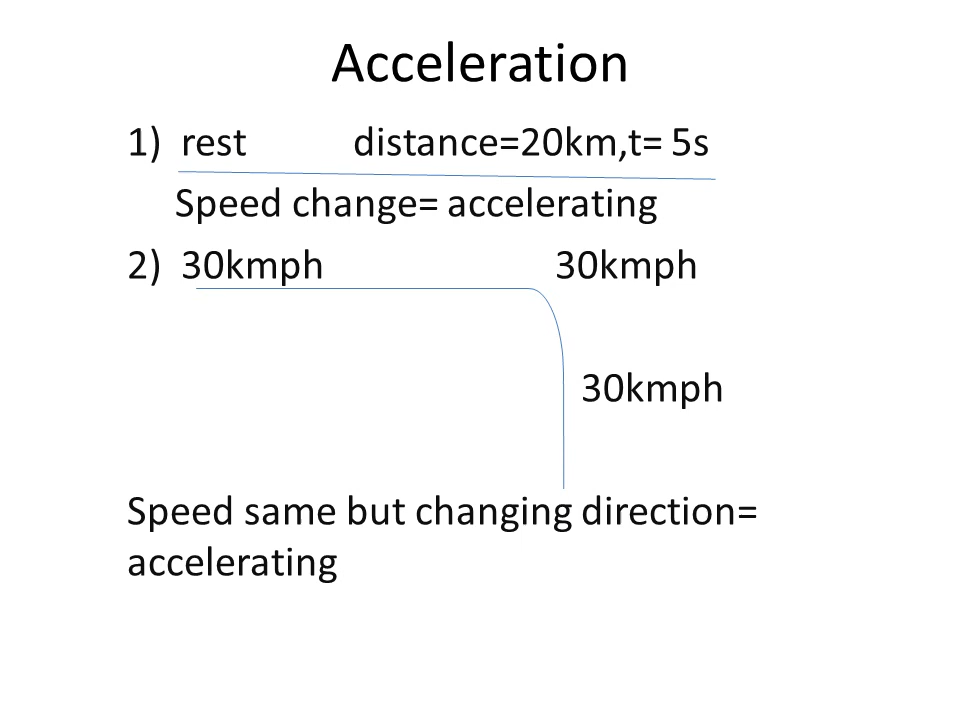 Acceleration
1) rest distance=20km,t= 5s
Speed change= accelerating
2) 30kmph 30kmph
30kmph
Speed same but changing direction=
accelerating